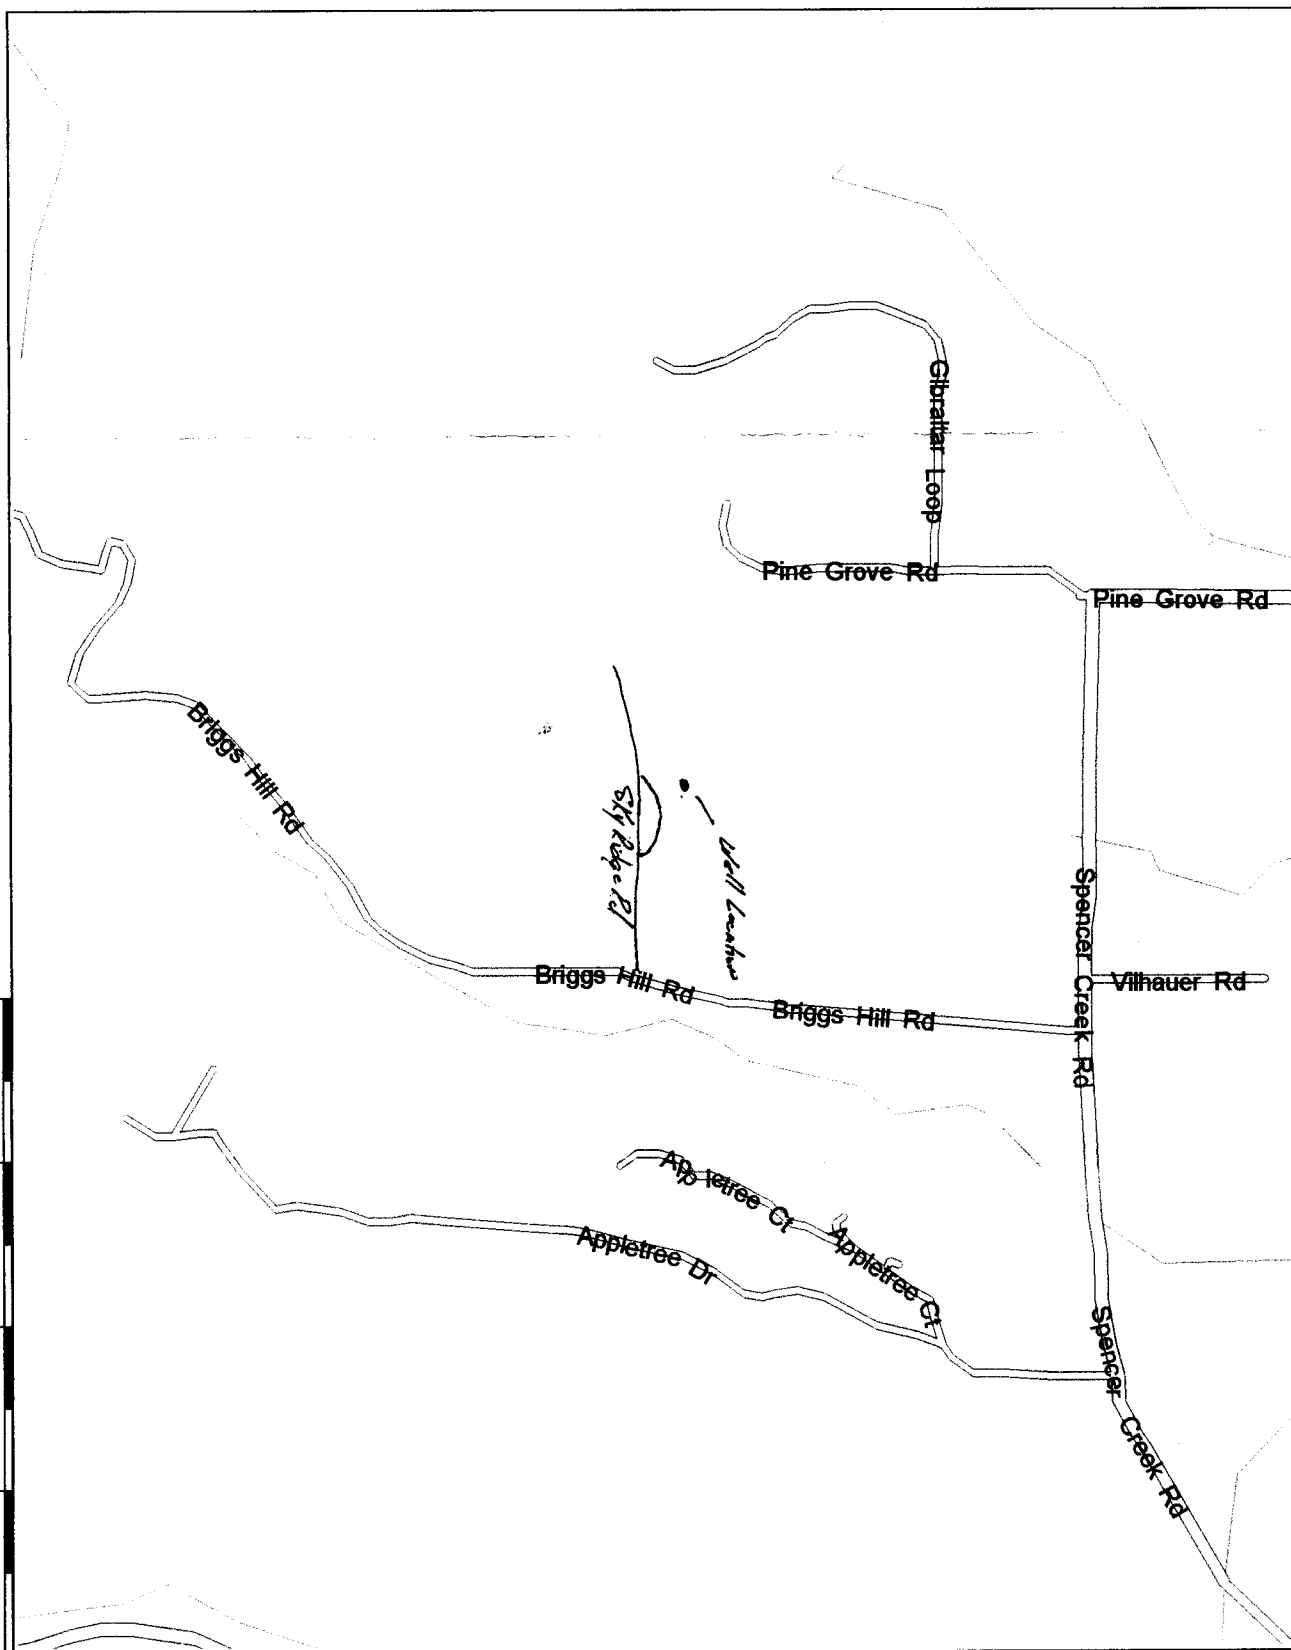 Gibraltar Loop
Pine Grove Rd
Pine Grove Rd
Briggs Hill Rd
Sky Ridge Rd
Well Location
Spencer Creek Rd
Briggs Hill Rd
Vilhauer Rd
Briggs Hill Rd
Appletree Ct
Appletree Dr
Appletree Ct
Spencer Creek Rd